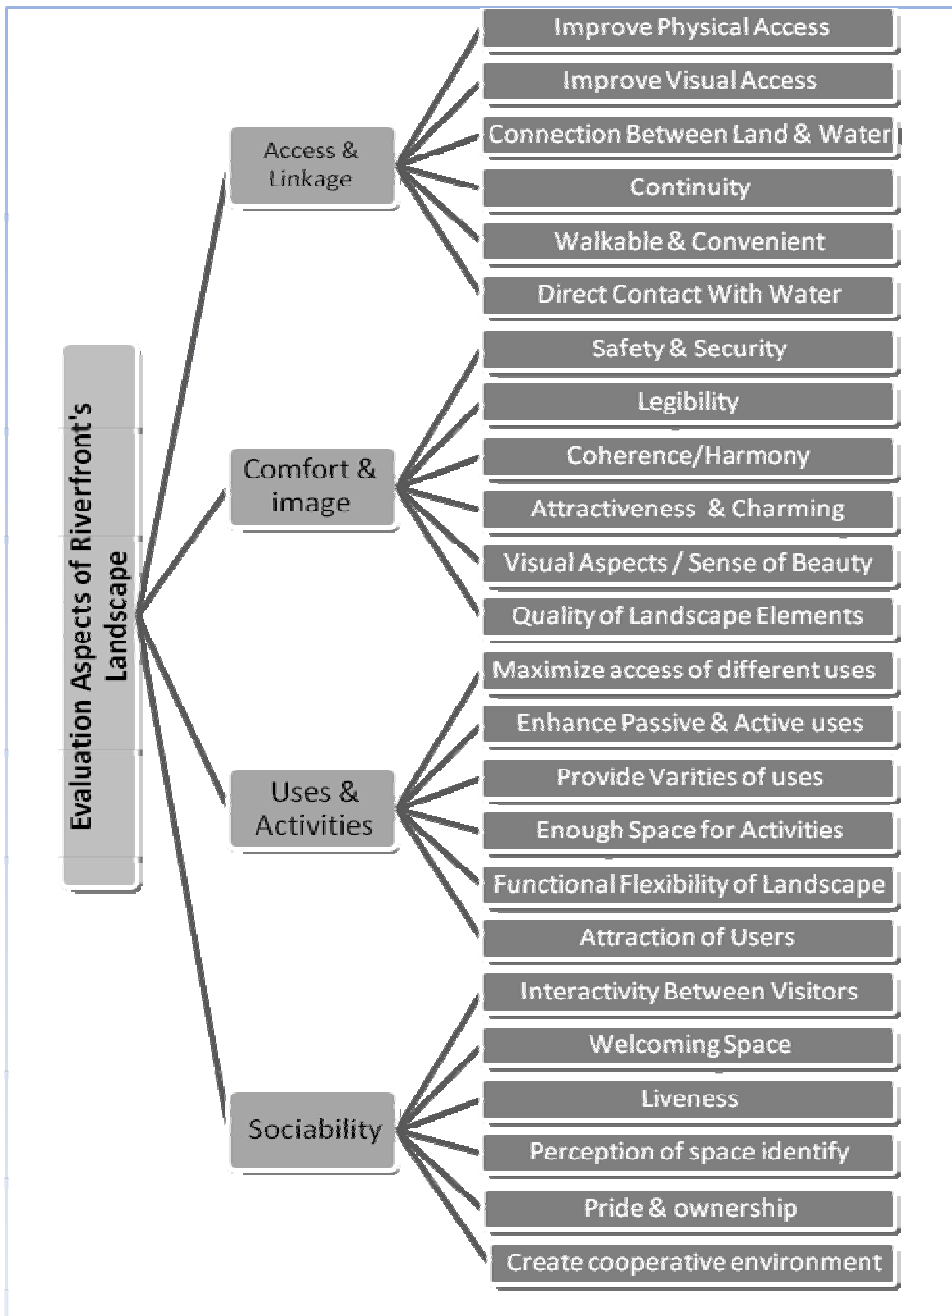 Evaluation Aspects of Riverfront's
Landscape
Access &
Linkage
Improve Physical Access
Improve Visual Access
Connection Between Land & Water
Continuity
Walkable & Convenient
Direct Contact With Water
Comfort &
image
Safety & Security
Legibility
Coherence/Harmony
Attractiveness & Charming
Visual Aspects / Sense of Beauty
Quality of Landscape Elements
Uses &
Activities
Maximize access of different uses
Enhance Passive & Active uses
Provide Varities of uses
Enough Space for Activities
Functional Flexibility of Landscape
Attraction of Users
Sociability
Interactivity Between Visitors
Welcoming Space
Liveness
Perception of space identify
Pride & ownership
Create cooperative environment